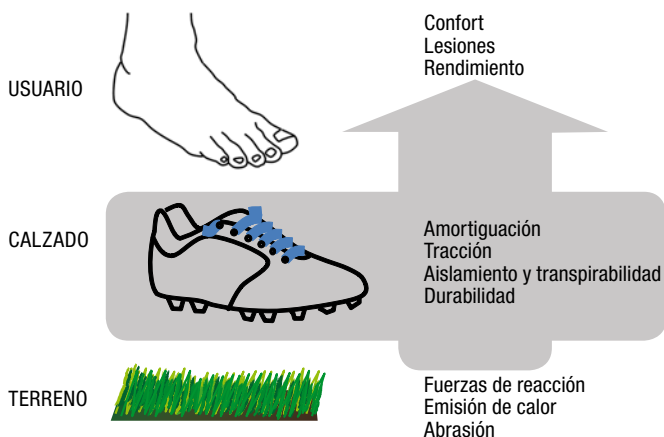 Confort
Lesiones
Rendimiento
USUARIO
CALZADO
Amortiguación
Tracción
Aislamiento y transpirabilidad
Durabilidad
TERRENO
Fuerzas de reacción
Emisión de calor
Abrasión